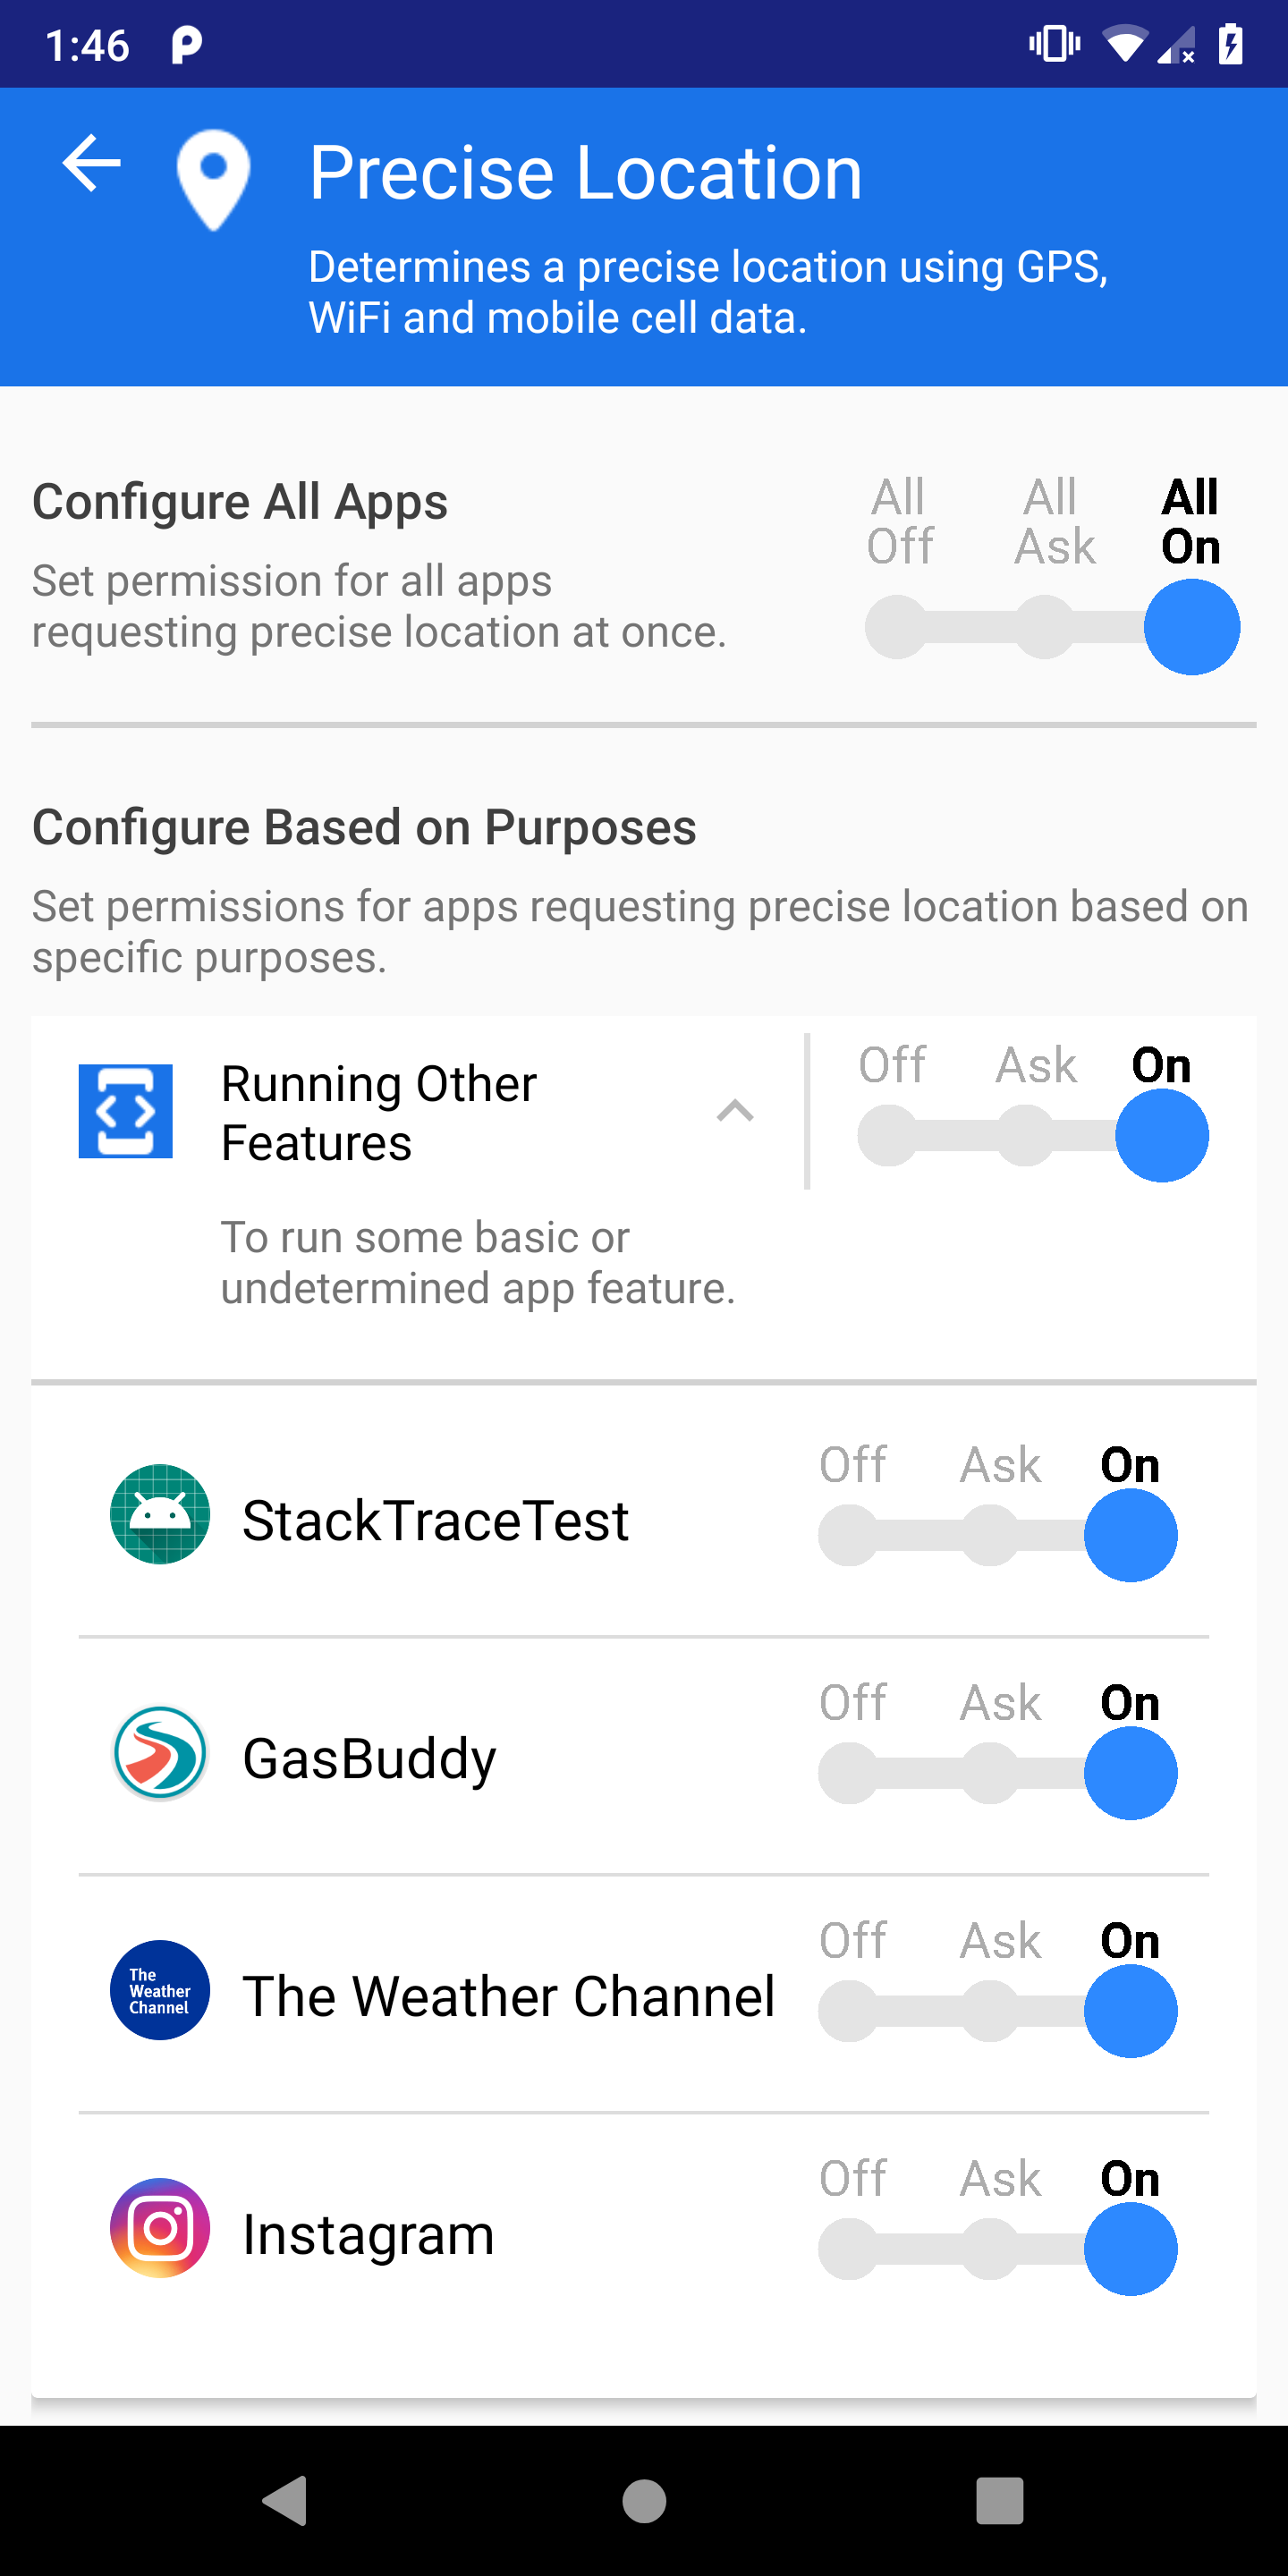 1:46
Precise Location
Determines a precise location using GPS,
WiFi and mobile cell data.
Configure All Apps
Set permission for all apps
requesting precise location at once.
All
Off
All
Ask
All
On
Configure Based on Purposes
Set permissions for apps requesting precise location based on
specific purposes.
Running Other
Features
Off Ask On
To run some basic or
undetermined app feature.
StackTraceTest
Off Ask On
GasBuddy
Off Ask On
The
Weather
Channel
The Weather Channel
Off Ask On
Instagram
Off Ask On